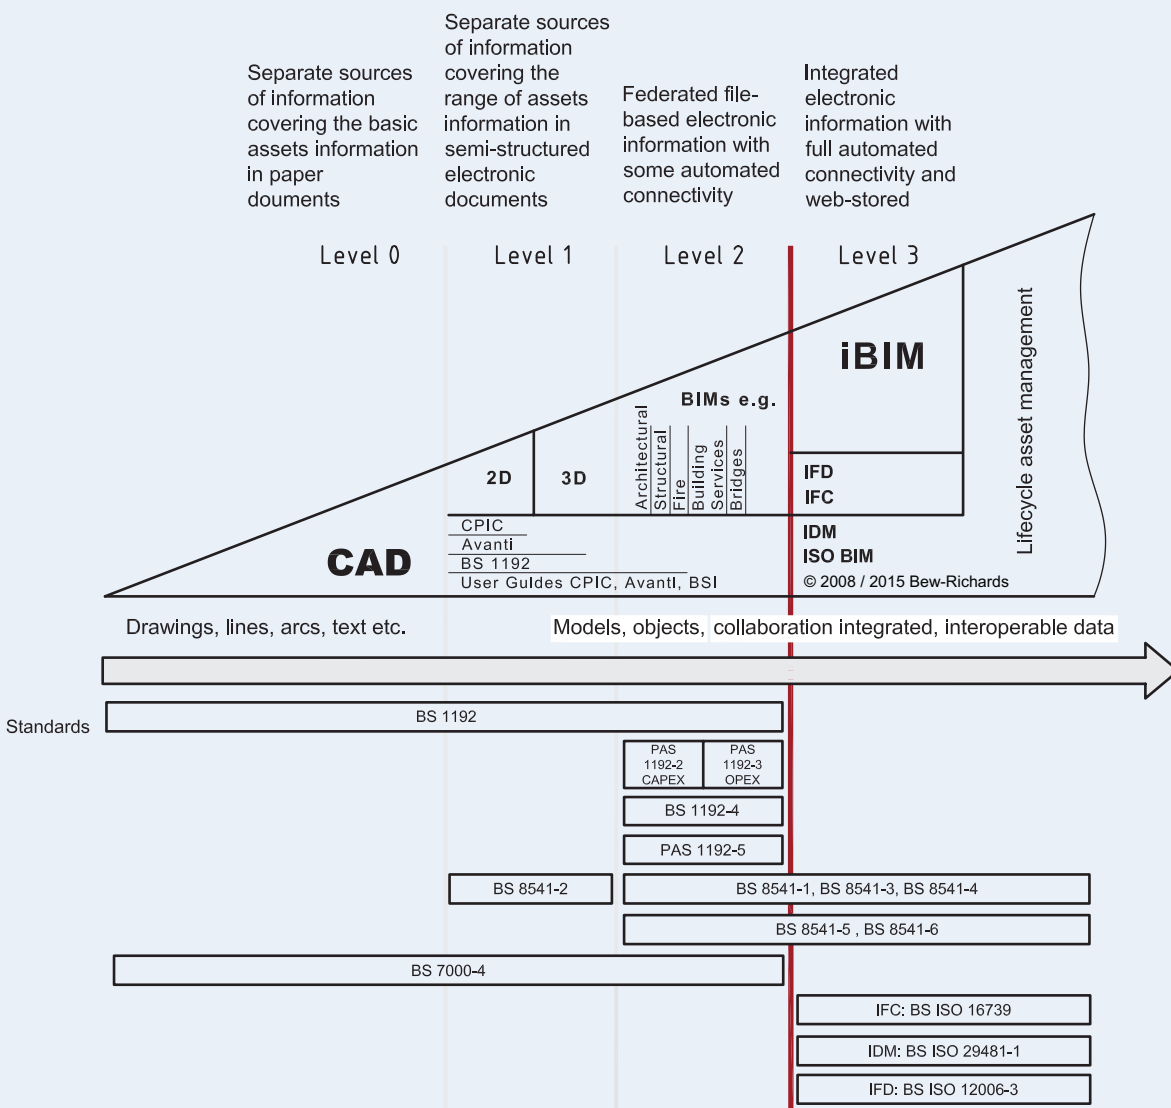 Separate sources
of information
covering the basic
assets information
in paper
douments
Separate sources
of information
covering the
range of assets
information in
semi-structured
electronic
documents
Federated file-
based electronic
information with
some automated
connectivity
Integrated
electronic
information with
full automated
connectivity and
web-stored
Level 0
Level 1
Level 2
Level 3
CAD
2D
3D
BIMs e.g.
Architectural
Structural
Fire
Building
Services
Bridges
iBIM
IFD
IFC
IDM
ISO BIM
© 2008 / 2015 Bew-Richards
Lifecycle asset management
CPIC
Avanti
BS 1192
User Guides CPIC, Avanti, BSI
Drawings, lines, arcs, text etc.
Models, objects, collaboration integrated, interoperable data
Standards
BS 1192
PAS
1192-2
CAPEX
PAS
1192-3
OPEX
BS 1192-4
PAS 1192-5
BS 8541-2
BS 8541-1, BS 8541-3, BS 8541-4
BS 8541-5 , BS 8541-6
BS 7000-4
IFC: BS ISO 16739
IDM: BS ISO 29481-1
IFD: BS ISO 12006-3